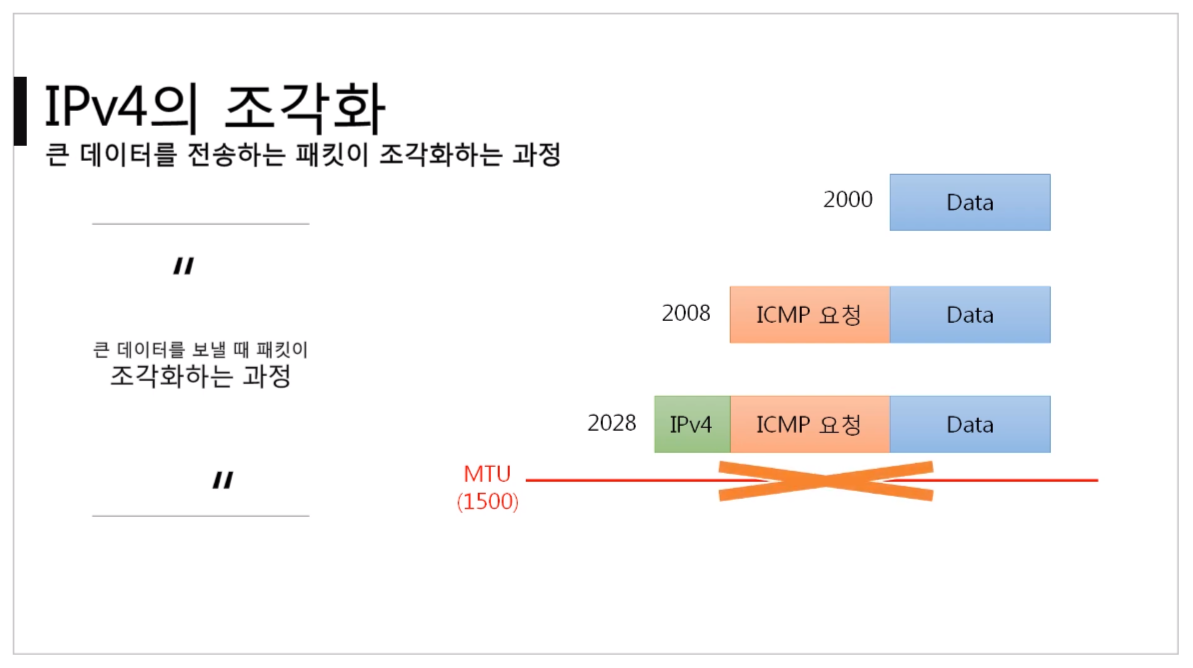 IPv4의 조각화
큰 데이터를 전송하는 패킷이 조각화하는 과정
"
큰 데이터를 보낼 때 패킷이
조각화하는 과정
"
2000 Data
2008 ICMP 요청 Data
2028 IPv4 ICMP 요청 Data
MTU
(1500)